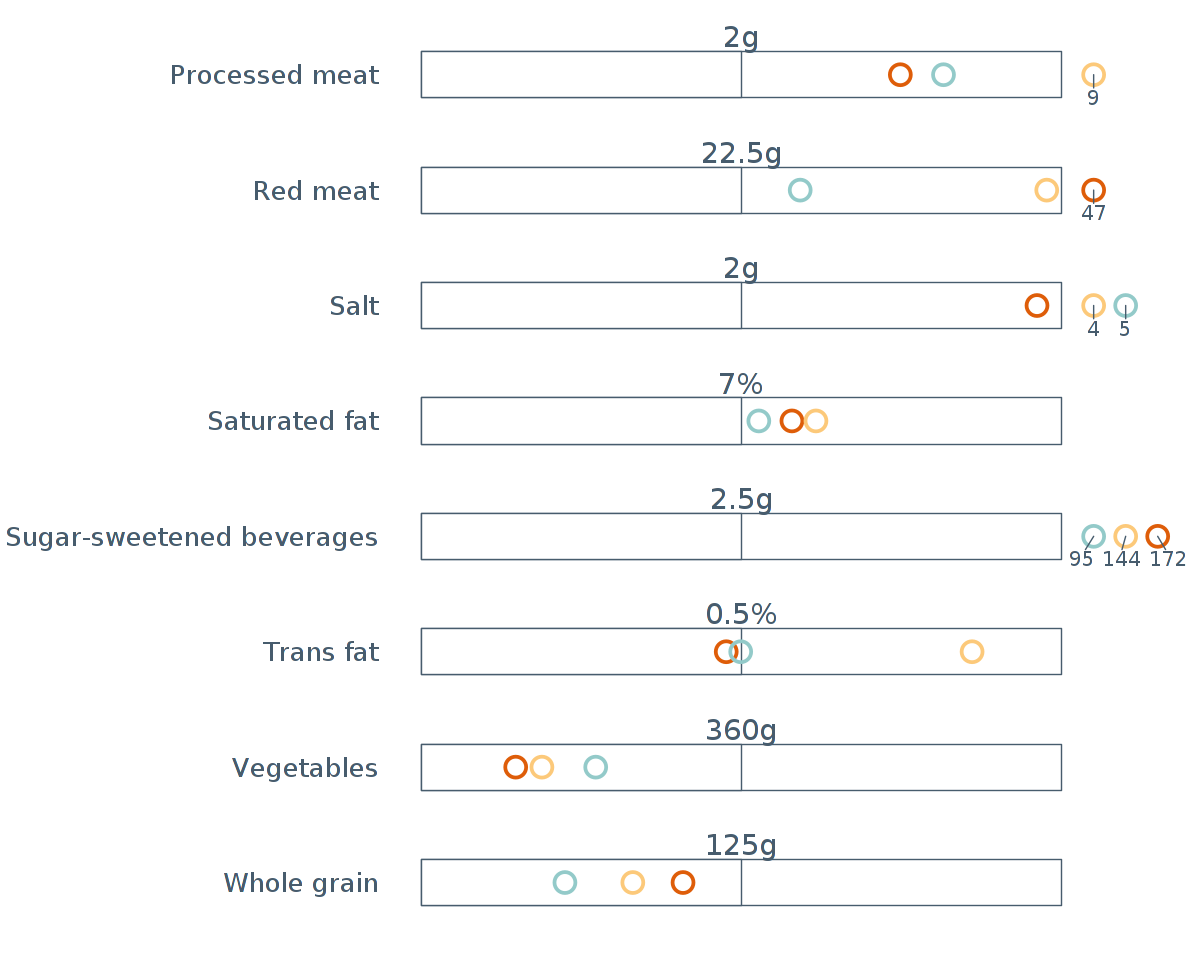 2g
Processed meat
9
22.5g
Red meat
47
2g
Salt
4 5
7%
Saturated fat
2.5g
Sugar-sweetened beverages
95 144 172
0.5%
Trans fat
360g
Vegetables
125g
Whole grain